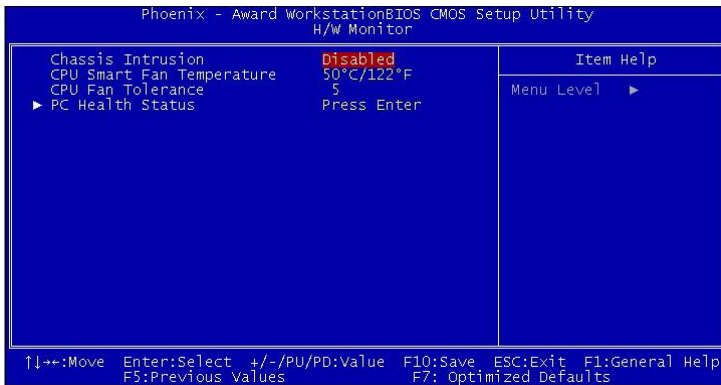 Phoenix - Award WorkstationBIOS CMOS Setup Utility
H/W Monitor
Chassis Intrusion Disabled
CPU Smart Fan Temperature 50°C/122°F
CPU Fan Tolerance 5
► PC Health Status Press Enter
Item Help
Menu Level ►
↑↓→←:Move Enter:Select +/-/PU/PD:Value F10:Save ESC:Exit F1:General Help
F5:Previous Values F7: Optimized Defaults